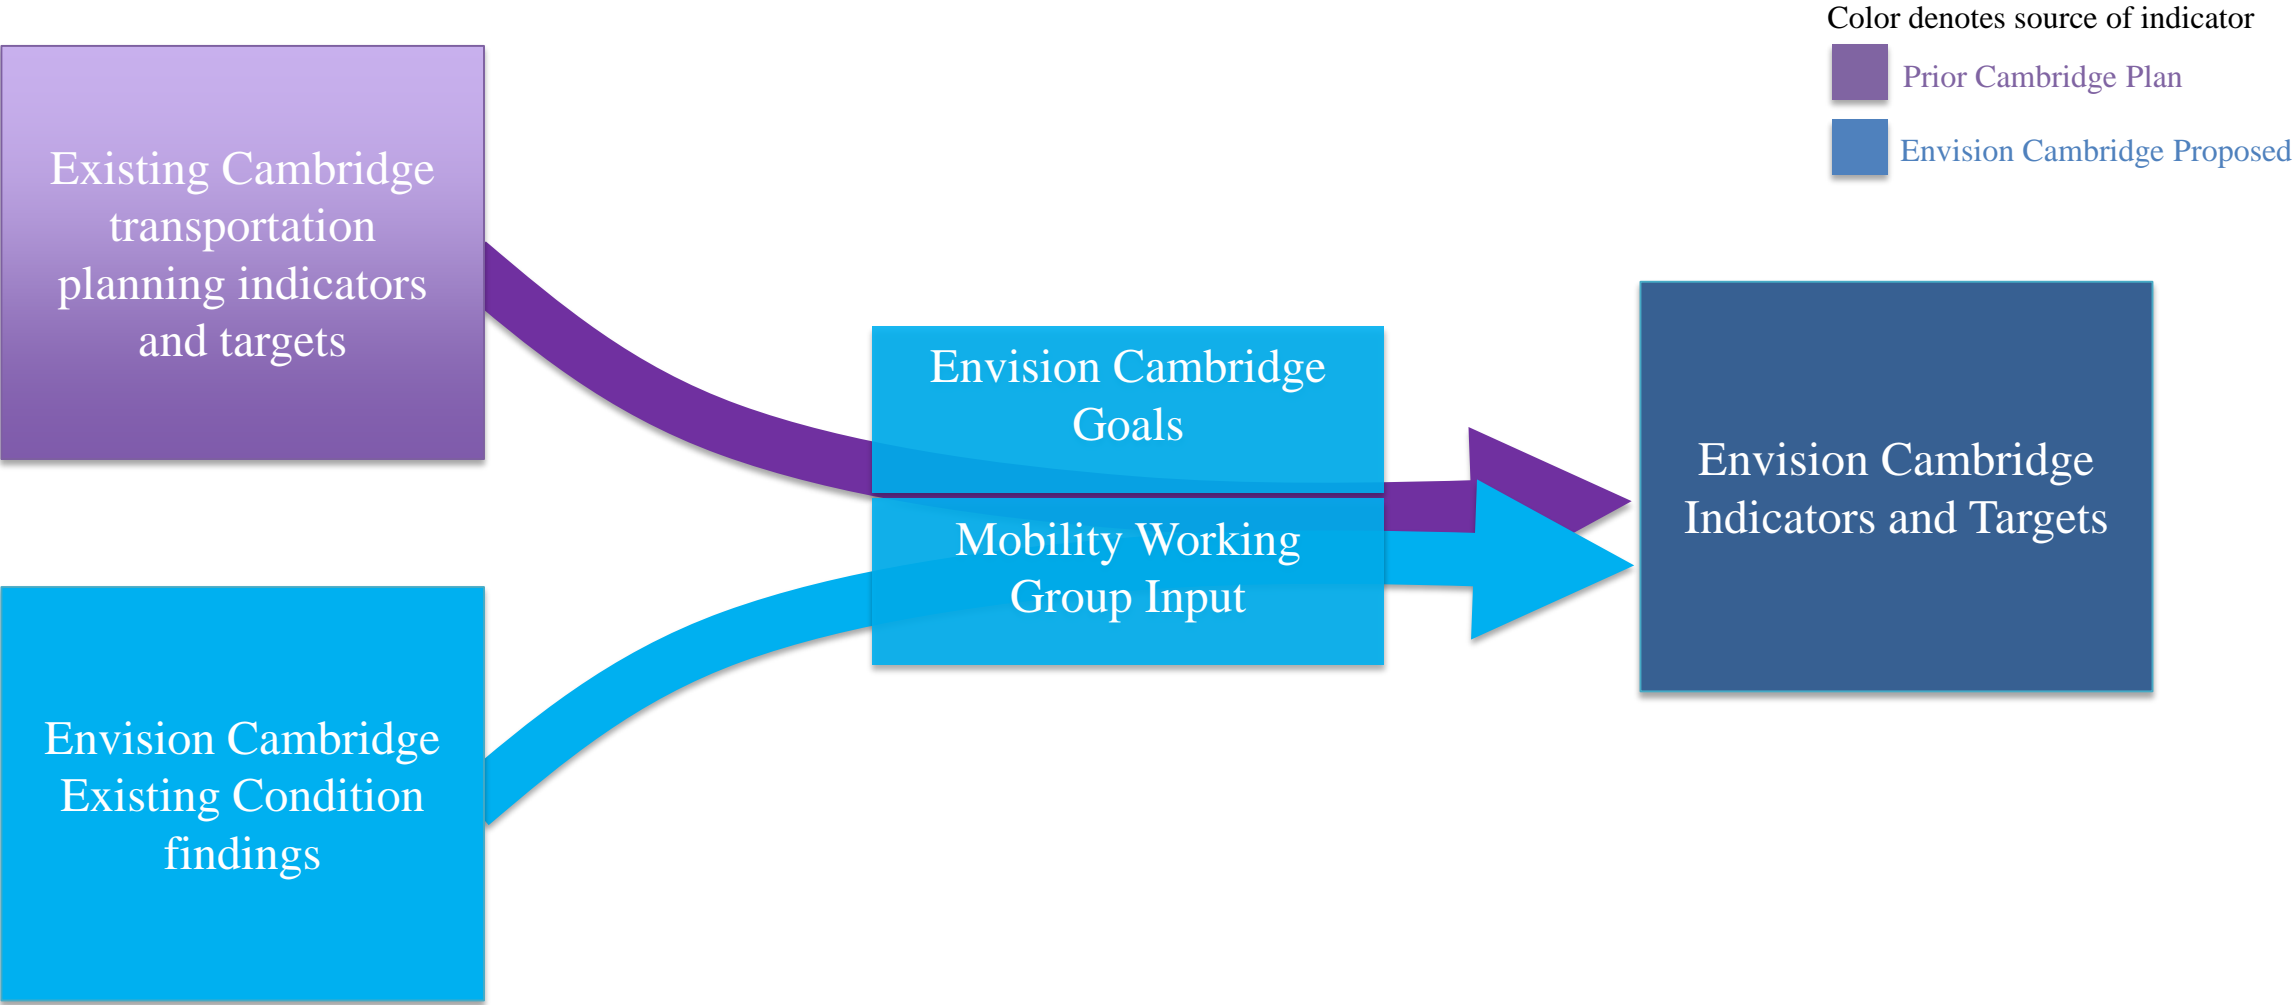 Color denotes source of indicator
Prior Cambridge Plan
Envision Cambridge Proposed
Existing Cambridge
transportation
planning indicators
and targets
Envision Cambridge
Existing Condition
findings
Envision Cambridge
Goals
Mobility Working
Group Input
Envision Cambridge
Indicators and Targets